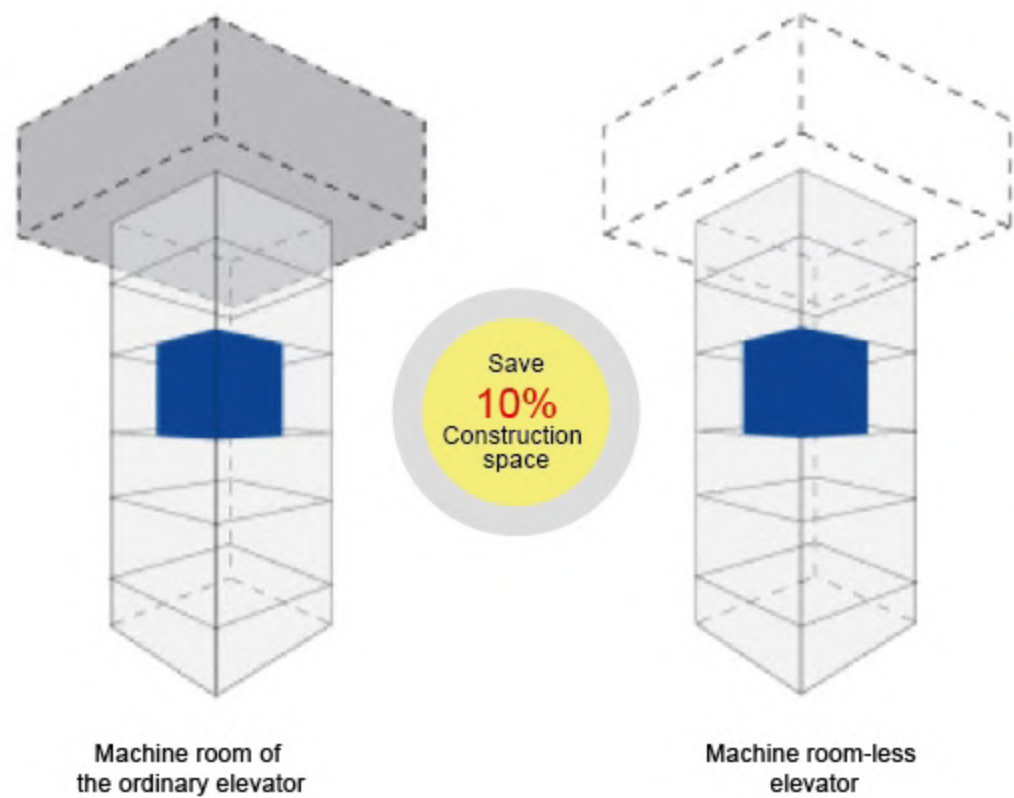 Save
10%
Construction
space
Machine room of
the ordinary elevator
Machine room-less
elevator